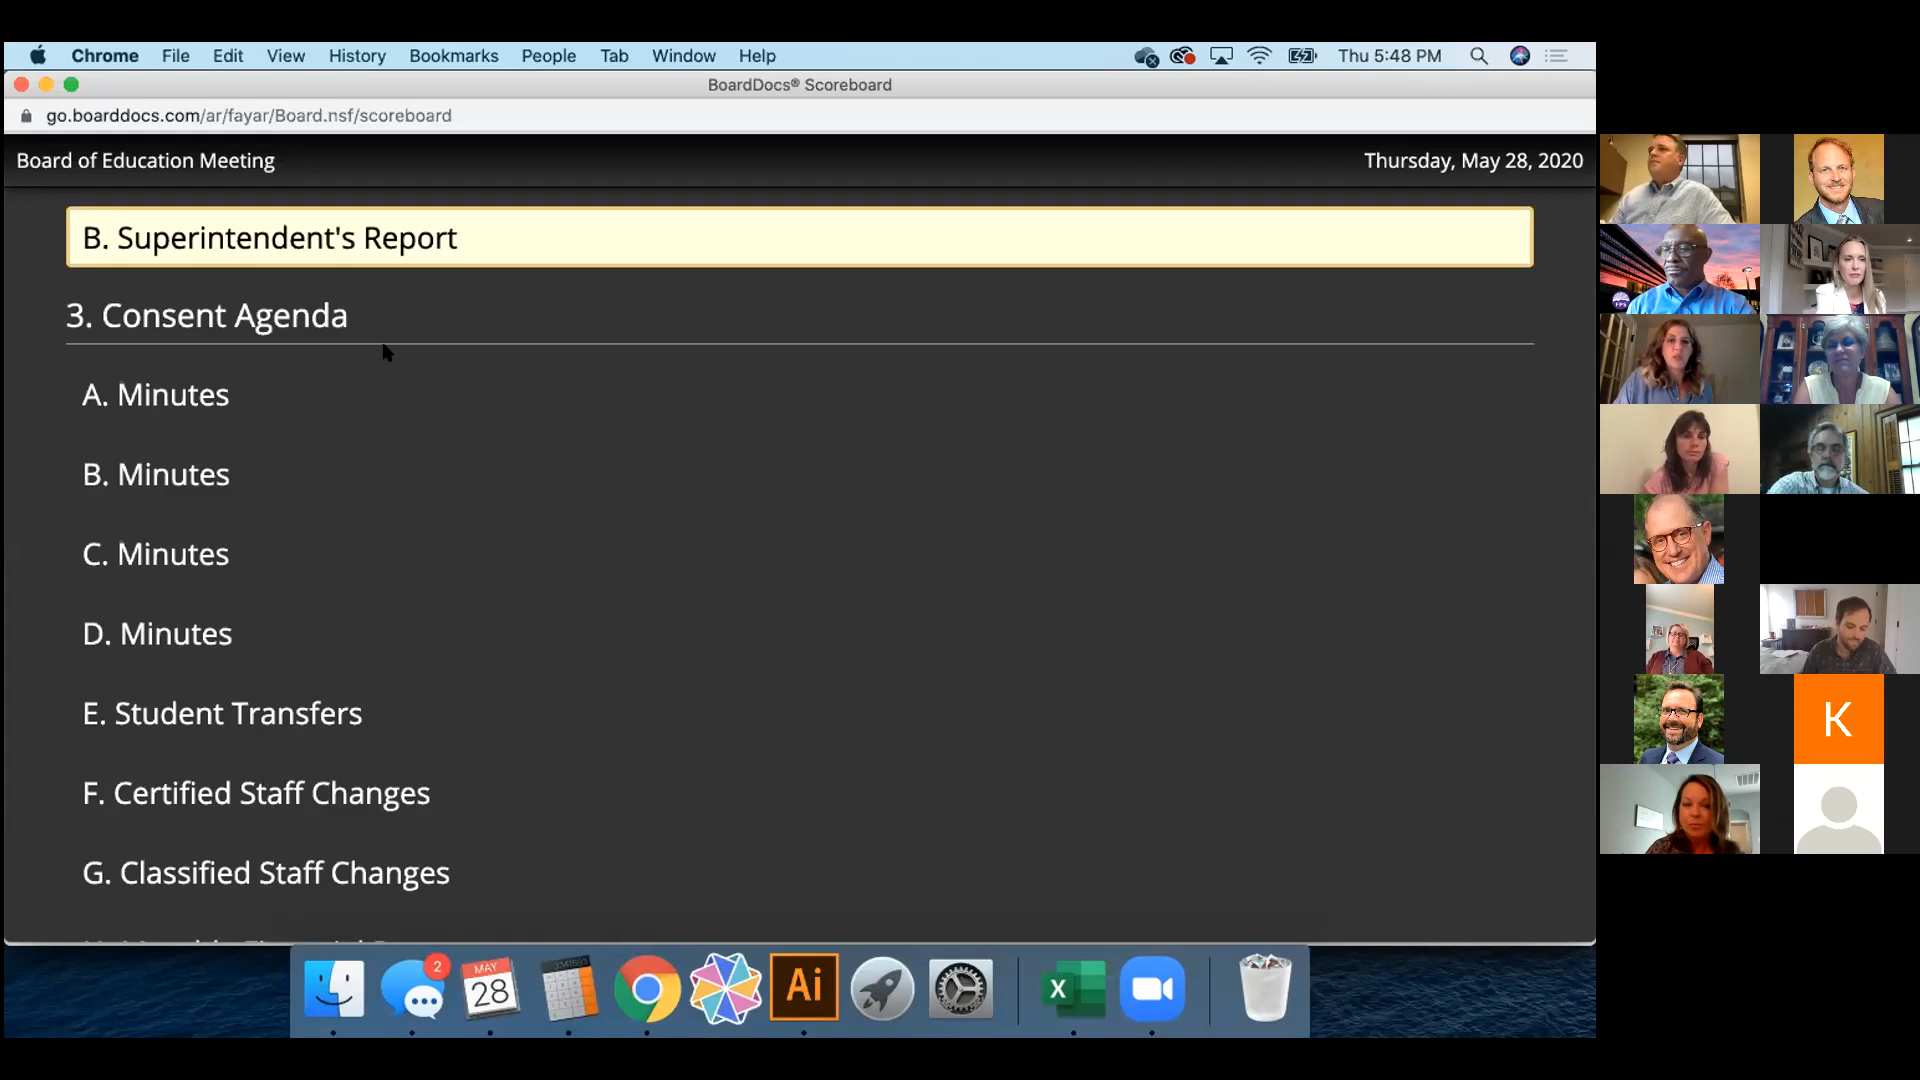 Chrome File Edit View History Bookmarks People Tab Window Help Thu 5:48 PM
BoardDocs® Scoreboard
go.boarddocs.com/ar/fayar/Board.nsf/scoreboard
Board of Education Meeting Thursday, May 28, 2020
B. Superintendent's Report
3. Consent Agenda
A. Minutes
B. Minutes
C. Minutes
D. Minutes
E. Student Transfers
F. Certified Staff Changes
G. Classified Staff Changes
K
2
MAY
28
Ai
X